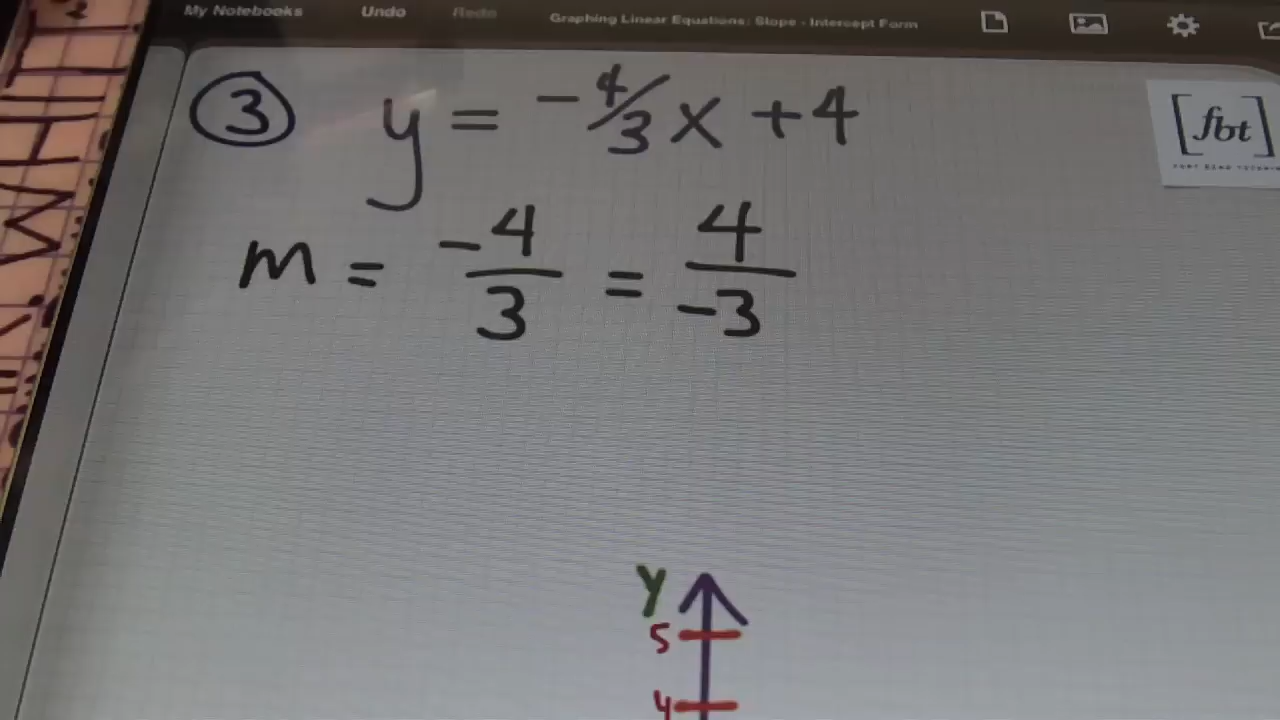 My Notebooks Undo Redo Graphing Linear Equations: Slope - Intercept Form
3 y = -4/3 x + 4
[fbt]
m = -4/3 = 4/-3
y
5
4